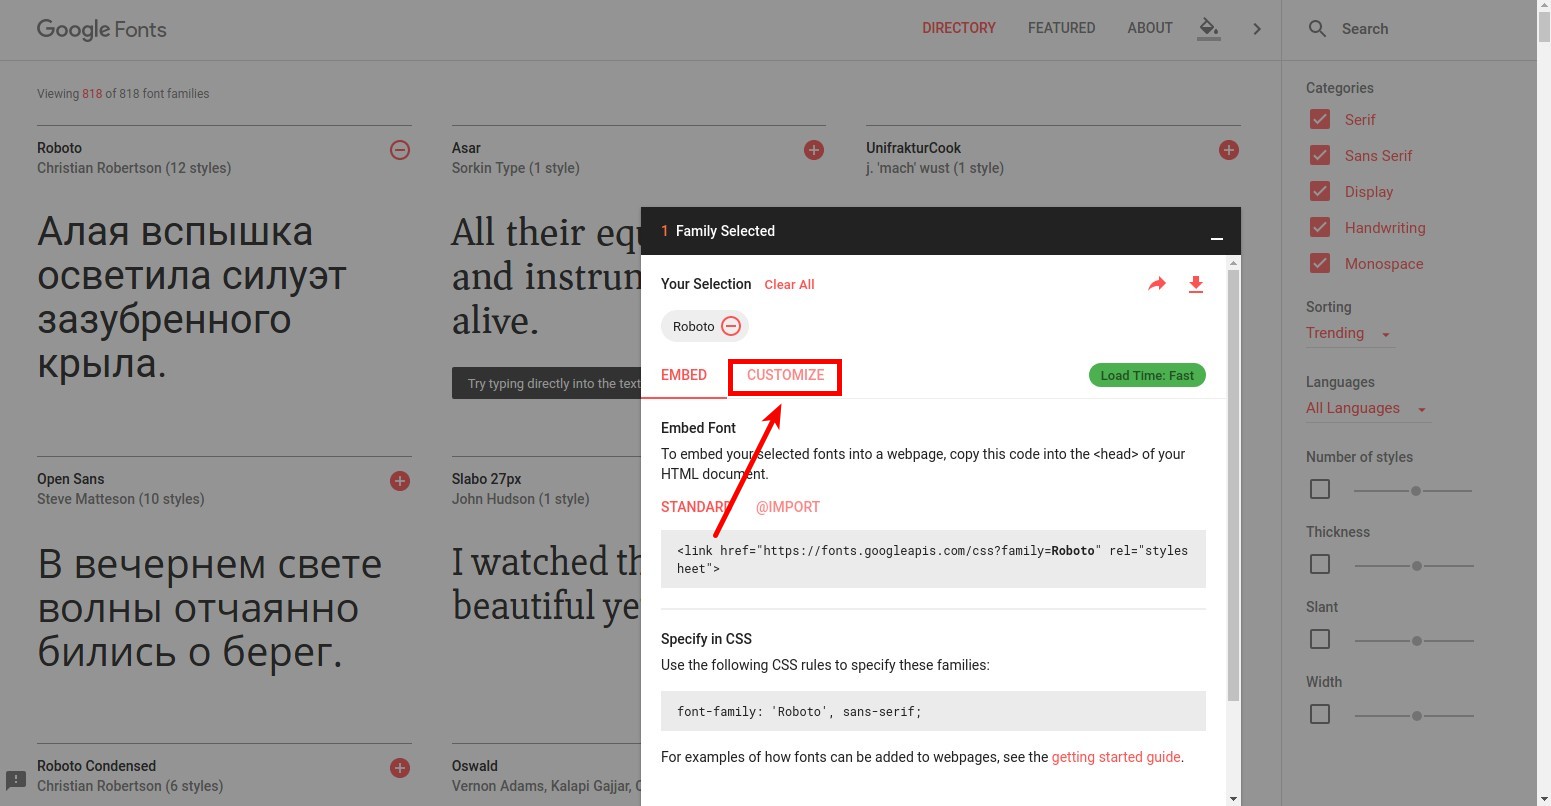 Google Fonts
DIRECTORY
FEATURED
ABOUT
Search
Viewing 818 of 818 font families
Roboto
Christian Robertson (12 styles)
Алая вспышка
осветила силуэт
зазубренного
крыла.
Asar
Sorkin Type (1 style)
All their equ
and instrun
alive.
Try typing directly into the text
UnifrakturCook
j. 'mach' wust (1 style)
Open Sans
Steve Matteson (10 styles)
В вечернем свете
волны отчаянно
бились о берег.
Slabo 27px
John Hudson (1 style)
I watched th
beautiful ye
Roboto Condensed
Christian Robertson (6 styles)
Oswald
Vernon Adams, Kalapi Gajjar, C
1 Family Selected
Your Selection
Clear All
Roboto
EMBED
CUSTOMIZE
Load Time: Fast
Embed Font
To embed your selected fonts into a webpage, copy this code into the <head> of your
HTML document.
STANDARD
@IMPORT
<link href="https://fonts.googleapis.com/css?family=Roboto" rel="styles
heet">
Specify in CSS
Use the following CSS rules to specify these families:
font-family: 'Roboto', sans-serif;
For examples of how fonts can be added to webpages, see the getting started guide.
Categories
Serif
Sans Serif
Display
Handwriting
Monospace
Sorting
Trending
Languages
All Languages
Number of styles
Thickness
Slant
Width